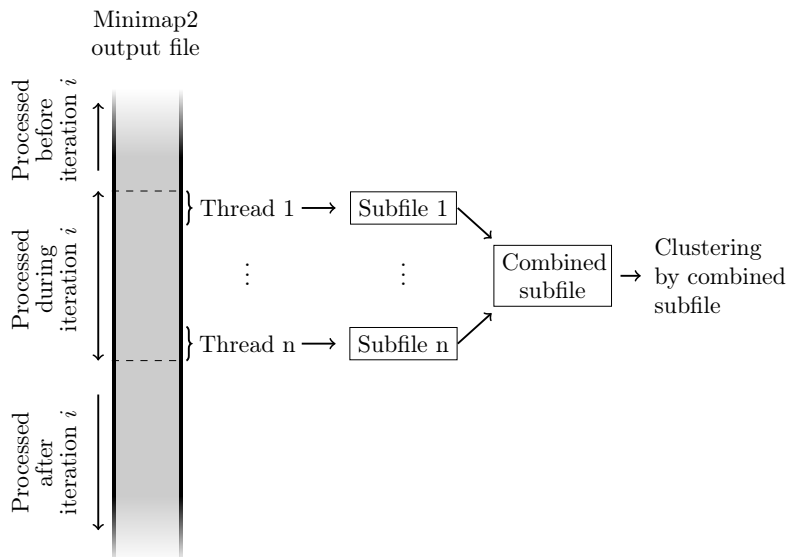 Minimap2
output file
Processed
before
iteration i
Processed
during
iteration i
Processed
after
iteration i
Thread 1
Subfile 1
⋮
⋮
Thread n
Subfile n
Combined
subfile
Clustering
by combined
subfile